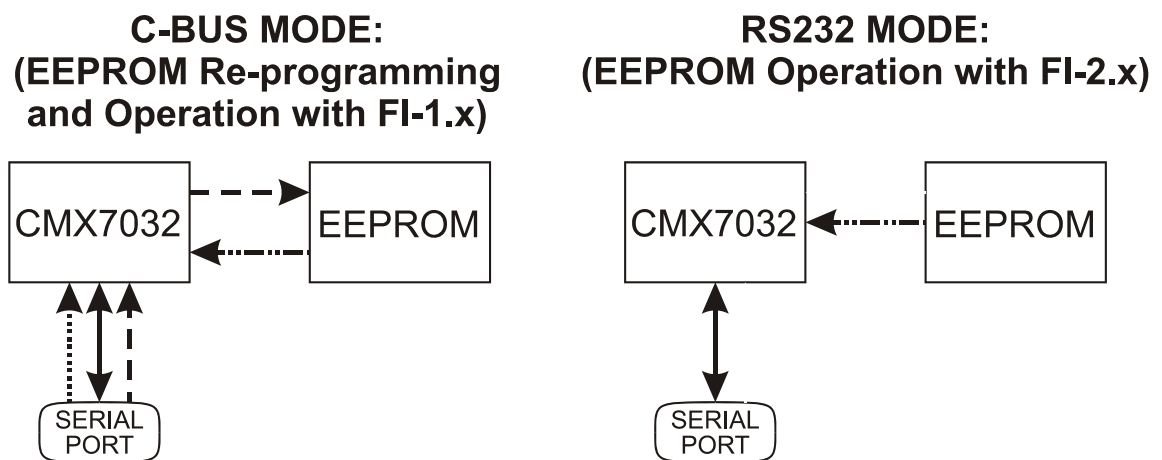 C-BUS MODE:
(EEPROM Re-programming
and Operation with FI-1.x)
CMX7032
EEPROM
SERIAL
PORT
RS232 MODE:
(EEPROM Operation with FI-2.x)
CMX7032
EEPROM
SERIAL
PORT